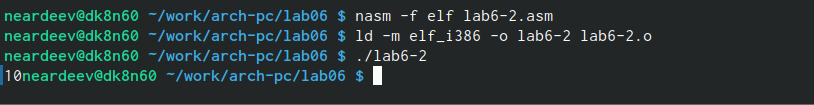 neardeev@dk8n60 ~/work/arch-pc/lab06 $ nasm -f elf lab6-2.asm
neardeev@dk8n60 ~/work/arch-pc/lab06 $ ld -m elf_i386 -o lab6-2 lab6-2.o
neardeev@dk8n60 ~/work/arch-pc/lab06 $ ./lab6-2
10neardeev@dk8n60 ~/work/arch-pc/lab06 $